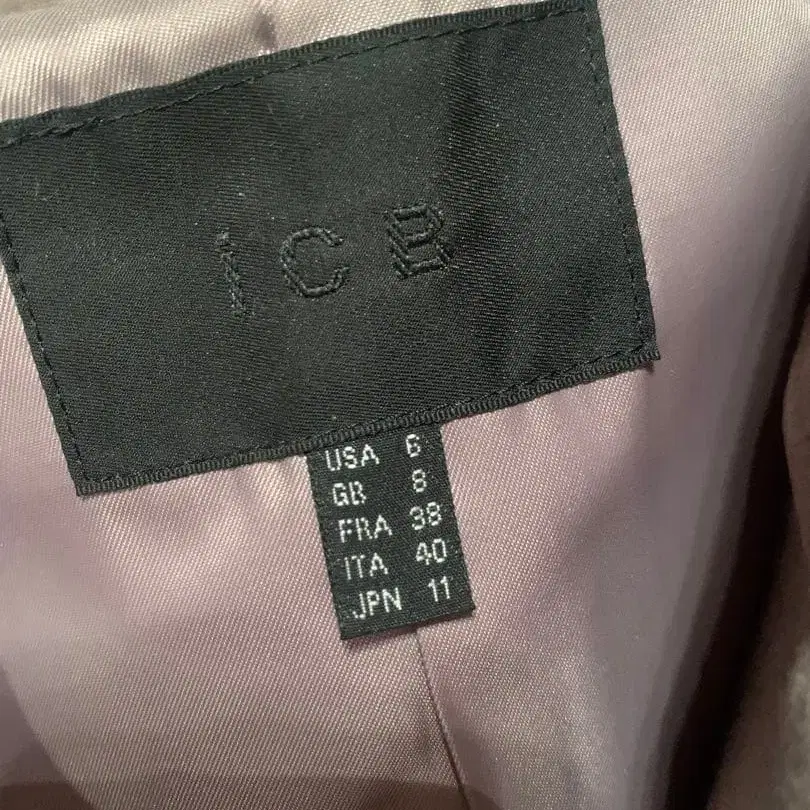 iCB
USA 6
GB 8
FRA 38
ITA 40
JPN 11